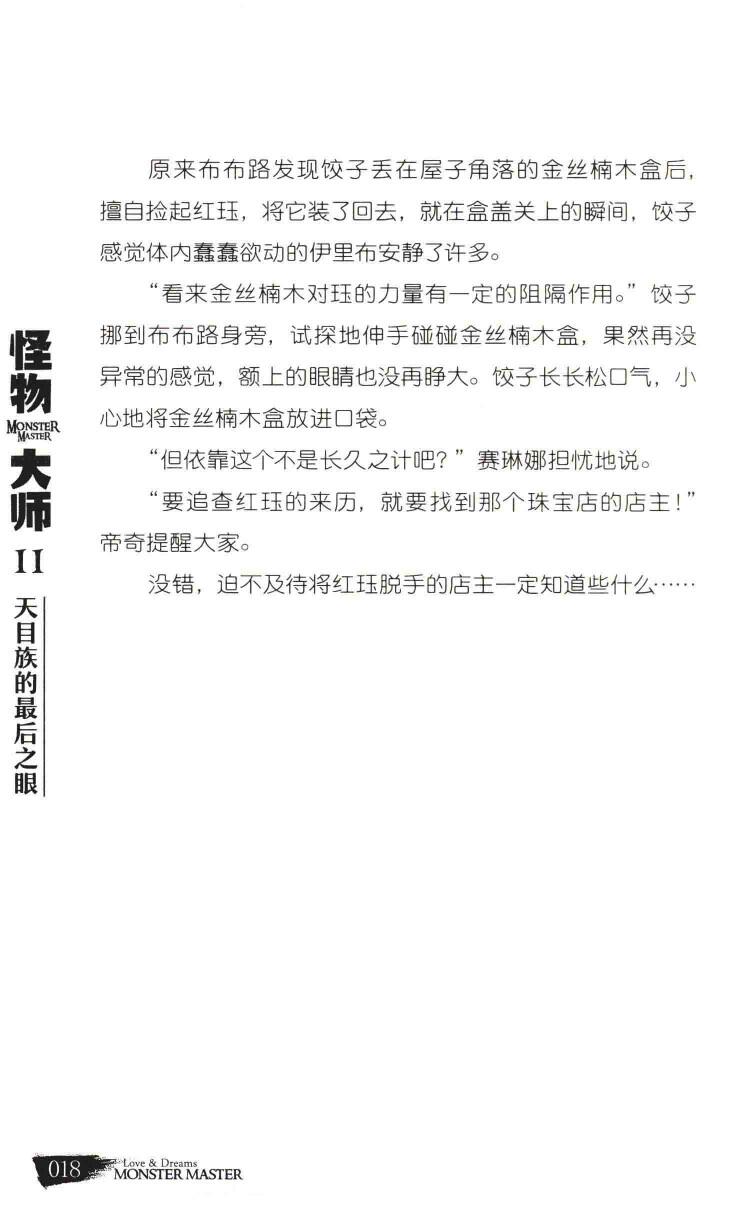 原来布布路发现饺子丢在屋子角落的金丝楠木盒后，
擅自捡起红珏，将它装了回去，就在盒盖关上的瞬间，饺子
感觉体内蠢蠢欲动的伊里布安静了许多。
“看来金丝楠木对珏的力量有一定的阻隔作用。”饺子
挪到布布路身旁，试探地伸手碰碰金丝楠木盒，果然再没
异常的感觉，额上的眼睛也没再睁大。饺子长长松口气，小
心地将金丝楠木盒放进口袋。
“但依靠这个不是长久之计吧？”赛琳娜担忧地说。
“要追查红珏的来历，就要找到那个珠宝店的店主！”
帝奇提醒大家。
没错，迫不及待将红珏脱手的店主一定知道些什么……
怪物
MONSTER
MASTER
大师
II
天目族的最后之眼
018
Love & Dreams
MONSTER MASTER